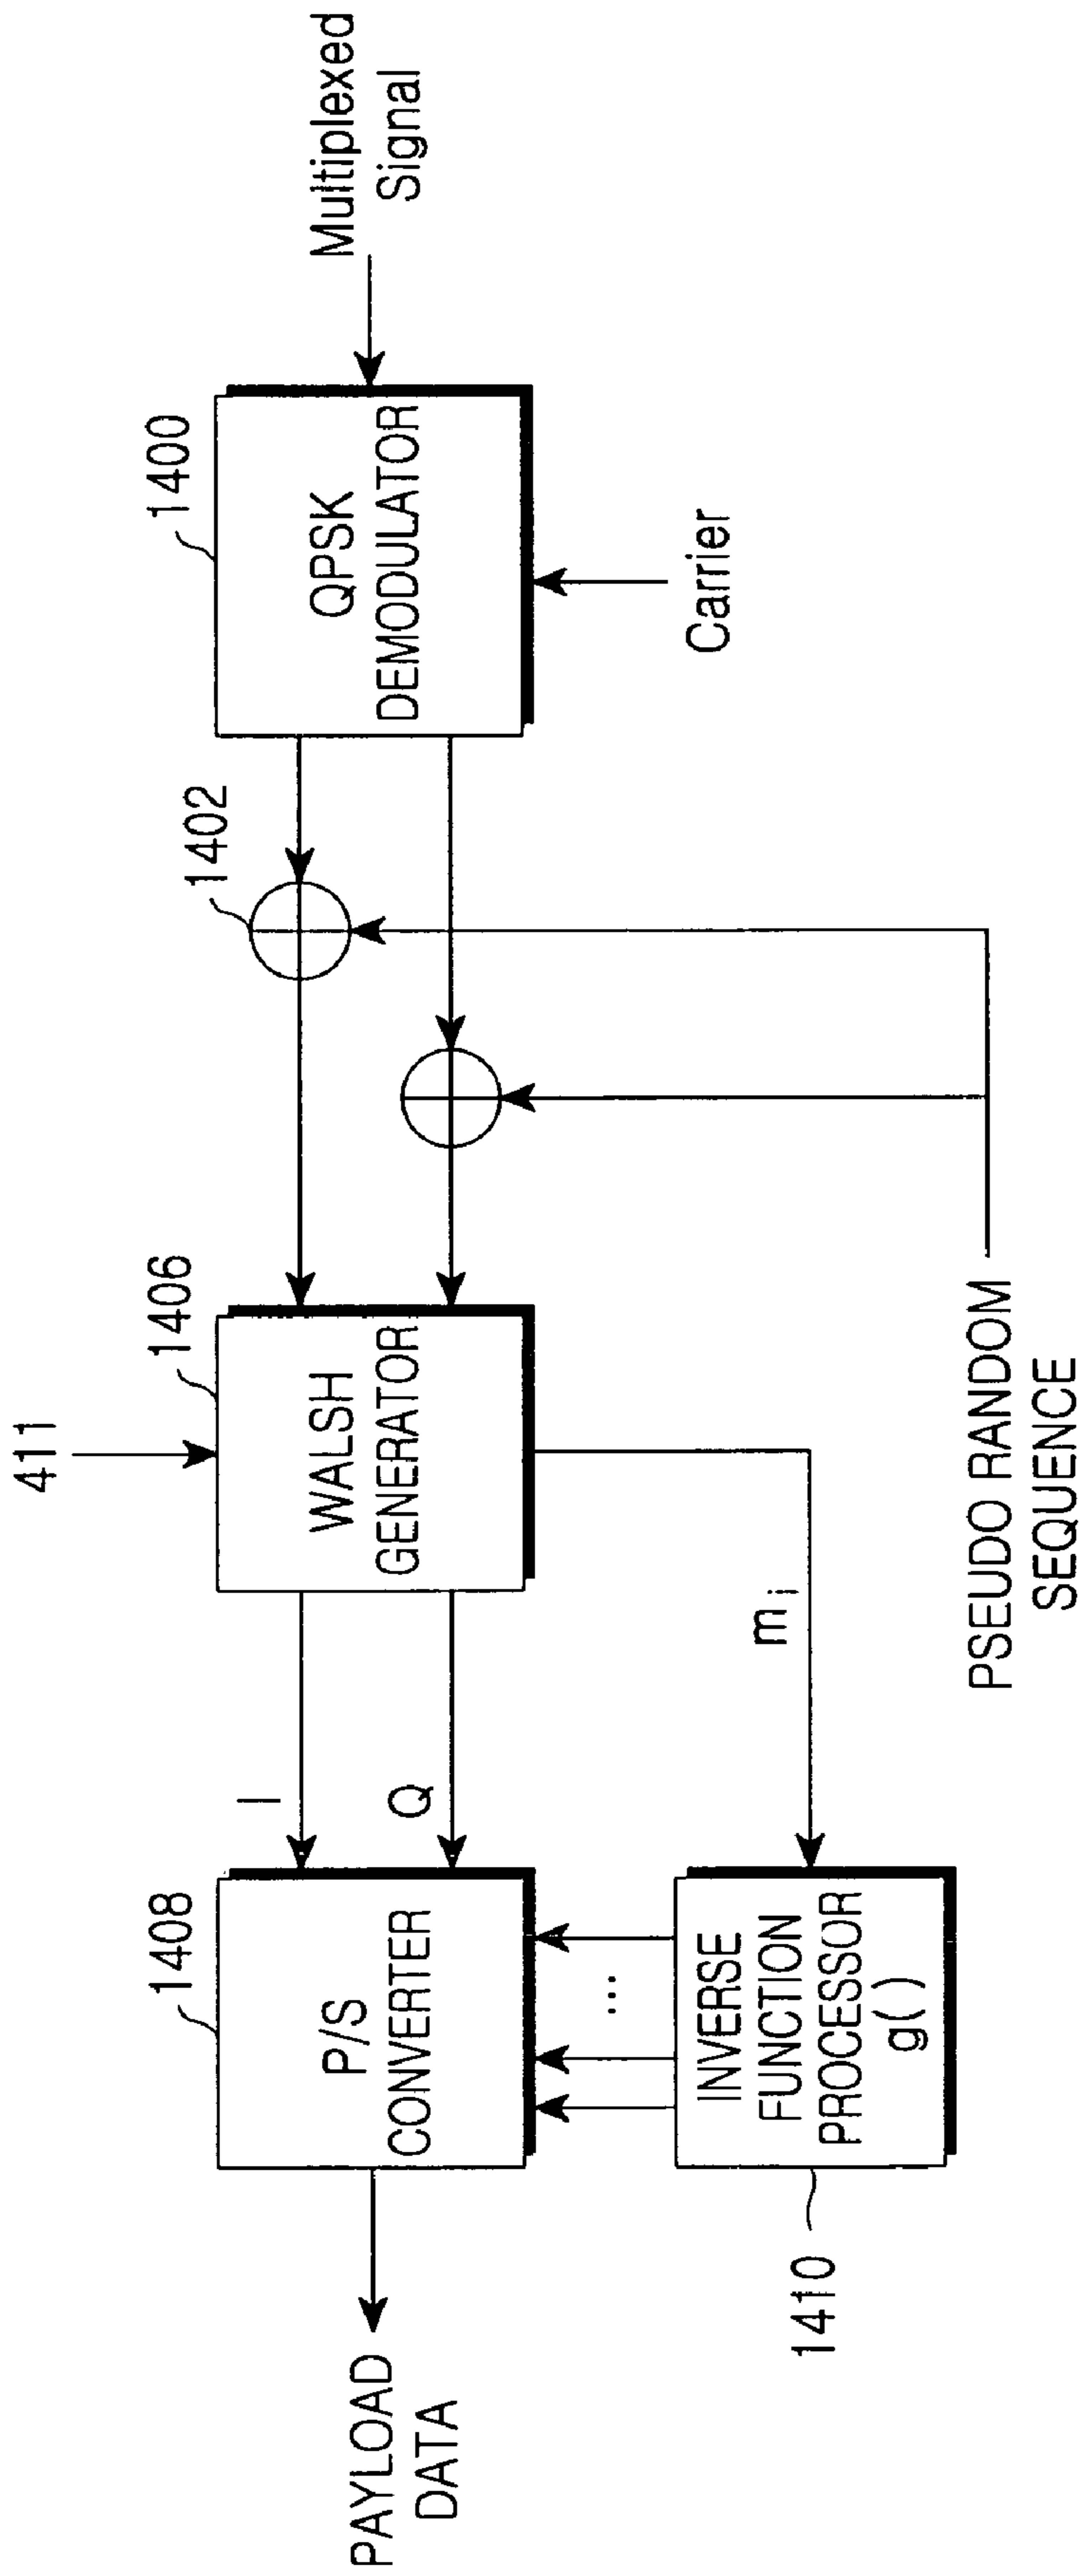 Multiplexed
Signal
1400
QPSK
DEMODULATOR
Carrier
1402
PSEUDO RANDOM
SEQUENCE
411
1406
WALSH
GENERATOR
I
Q
m i
1408
P/S
CONVERTER
...
INVERSE
FUNCTION
PROCESSOR
g( )
1410
PAYLOAD
DATA